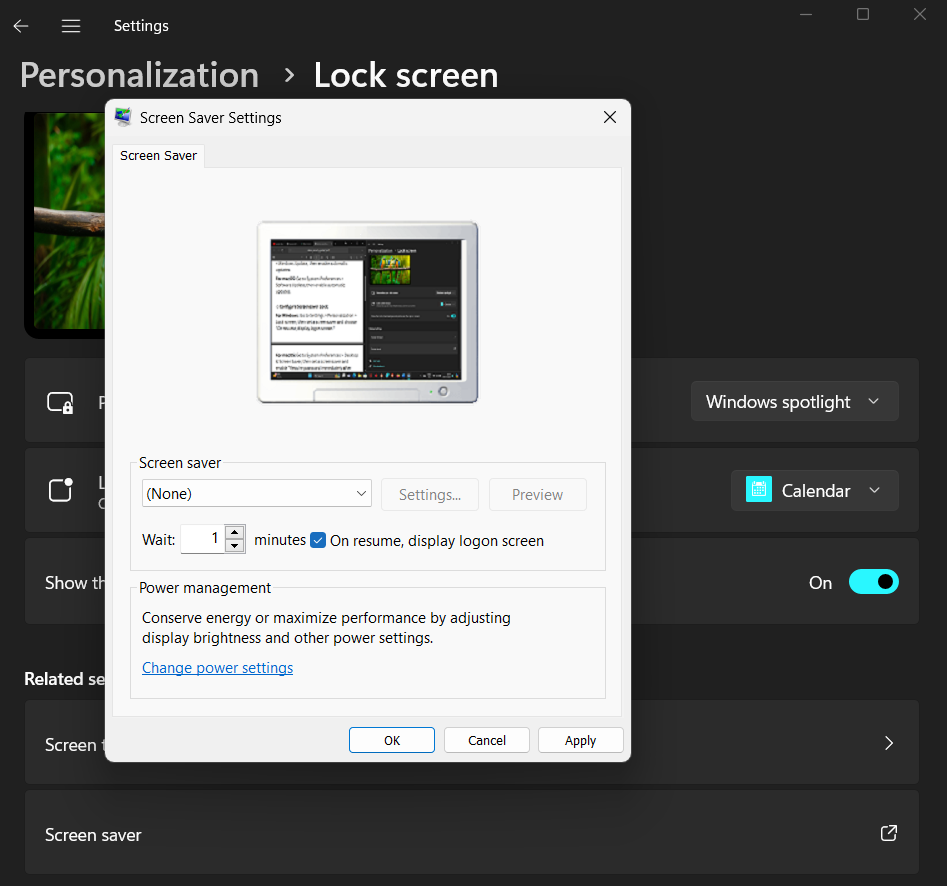 Settings
Personalization > Lock screen
Screen Saver Settings
Screen Saver
Windows spotlight
Calendar
Screen saver
(None)
Settings...
Preview
Wait: 1 minutes On resume, display logon screen
Show th
On
Power management
Conserve energy or maximize performance by adjusting
display brightness and other power settings.
Change power settings
Related se
OK
Cancel
Apply
Screen t
Screen saver